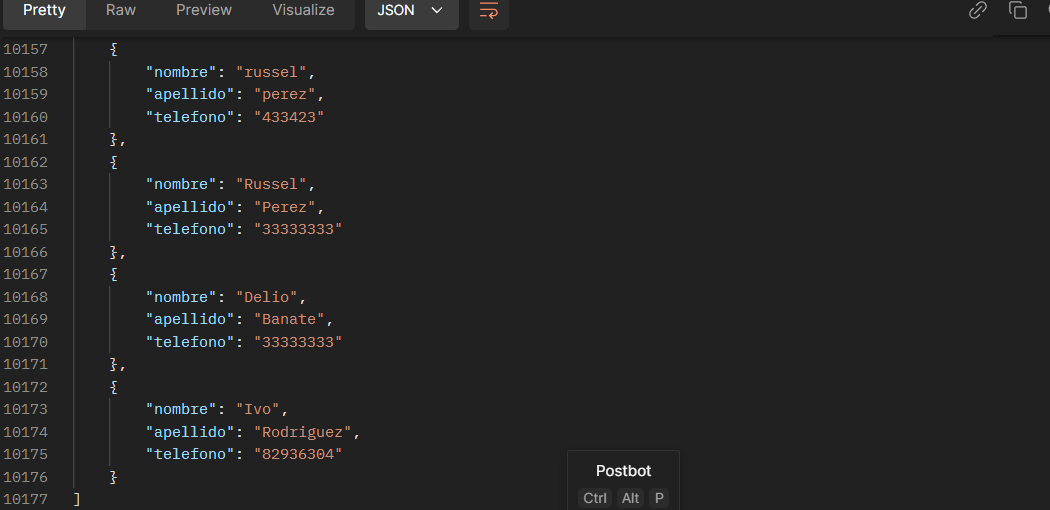 Pretty Raw Preview Visualize JSON
10157 {
10158 "nombre": "russel",
10159 "apellido": "perez",
10160 "telefono": "433423"
10161 },
10162 {
10163 "nombre": "Russel",
10164 "apellido": "Perez",
10165 "telefono": "33333333"
10166 },
10167 {
10168 "nombre": "Delio",
10169 "apellido": "Banate",
10170 "telefono": "33333333"
10171 },
10172 {
10173 "nombre": "Ivo",
10174 "apellido": "Rodriguez",
10175 "telefono": "82936304"
10176 }
10177 ]
Postbot
Ctrl Alt P